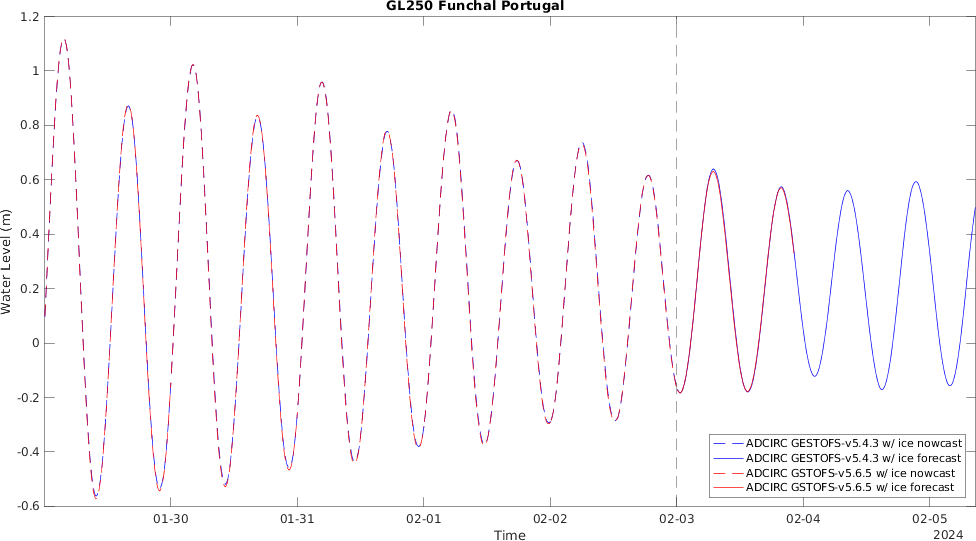 GL250 Funchal Portugal
1.2
1
0.8
0.6
0.4
0.2
0
-0.2
-0.4
-0.6
Water Level (m)
ADCIRC GESTOFS-v5.4.3 w/ ice nowcast
ADCIRC GESTOFS-v5.4.3 w/ ice forecast
ADCIRC GSTOFS-v5.6.5 w/ ice nowcast
ADCIRC GSTOFS-v5.6.5 w/ ice forecast
01-30 01-31 02-01 02-02 02-03 02-04 02-05
Time 2024